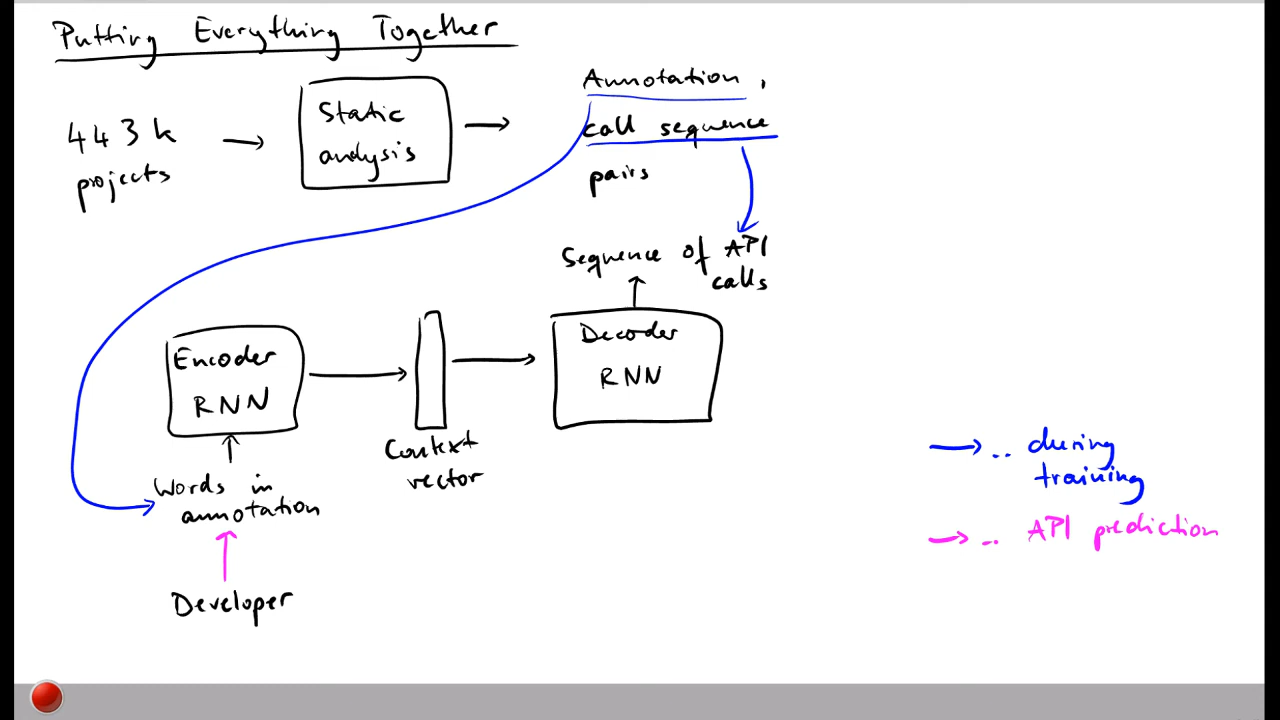 Putting Everything Together
443k
projects
Static
analysis
Annotation,
call sequence
pairs
Sequence of API
calls
Encoder
RNN
Context
vector
Decoder
RNN
Words in
annotation
Developer
.. during
training
.. API prediction